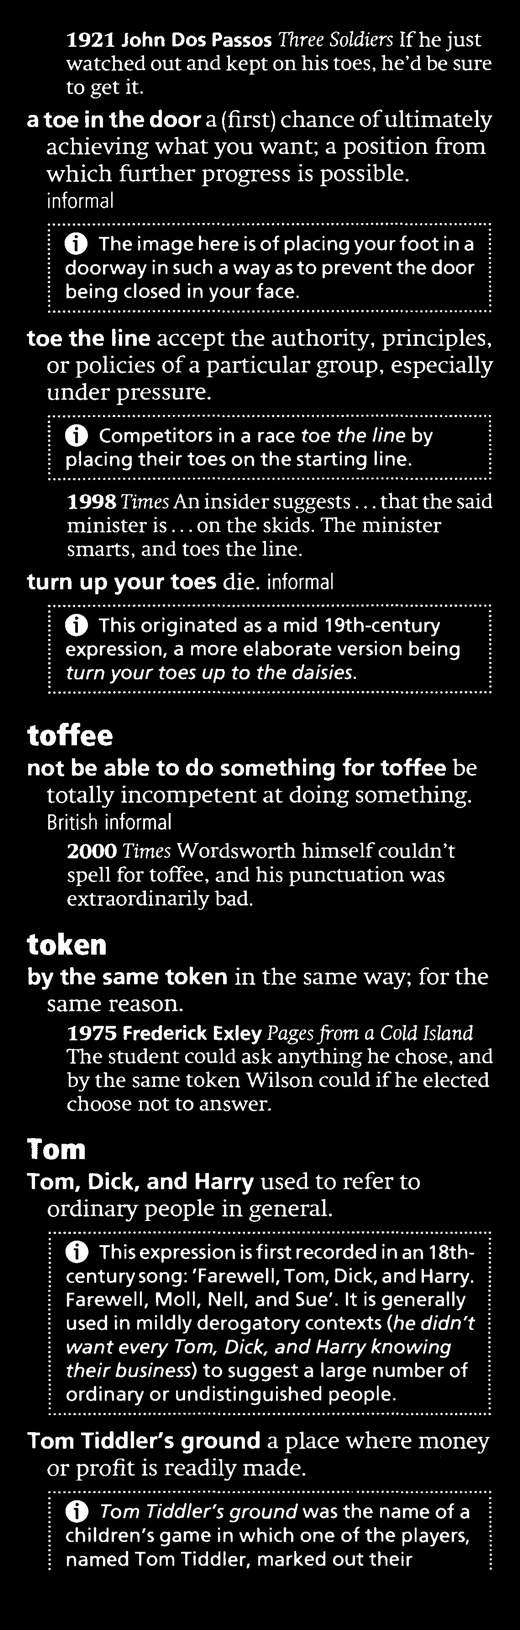 1921 John Dos Passos Three Soldiers If he just
watched out and kept on his toes, he'd be sure
to get it.
a toe in the door a (first) chance of ultimately
achieving what you want; a position from
which further progress is possible.
informal
i The image here is of placing your foot in a
doorway in such a way as to prevent the door
being closed in your face.
toe the line accept the authority, principles,
or policies of a particular group, especially
under pressure.
i Competitors in a race toe the line by
placing their toes on the starting line.
1998 Times An insider suggests . . . that the said
minister is . . . on the skids. The minister
smarts, and toes the line.
turn up your toes die. informal
i This originated as a mid 19th-century
expression, a more elaborate version being
turn your toes up to the daisies.
toffee
not be able to do something for toffee be
totally incompetent at doing something.
British informal
2000 Times Wordsworth himself couldn't
spell for toffee, and his punctuation was
extraordinarily bad.
token
by the same token in the same way; for the
same reason.
1975 Frederick Exley Pages from a Cold Island
The student could ask anything he chose, and
by the same token Wilson could if he elected
choose not to answer.
Tom
Tom, Dick, and Harry used to refer to
ordinary people in general.
i This expression is first recorded in an 18th-
century song: 'Farewell, Tom, Dick, and Harry.
Farewell, Moll, Nell, and Sue'. It is generally
used in mildly derogatory contexts (he didn't
want every Tom, Dick, and Harry knowing
their business) to suggest a large number of
ordinary or undistinguished people.
Tom Tiddler's ground a place where money
or profit is readily made.
i Tom Tiddler's ground was the name of a
children's game in which one of the players,
named Tom Tiddler, marked out their